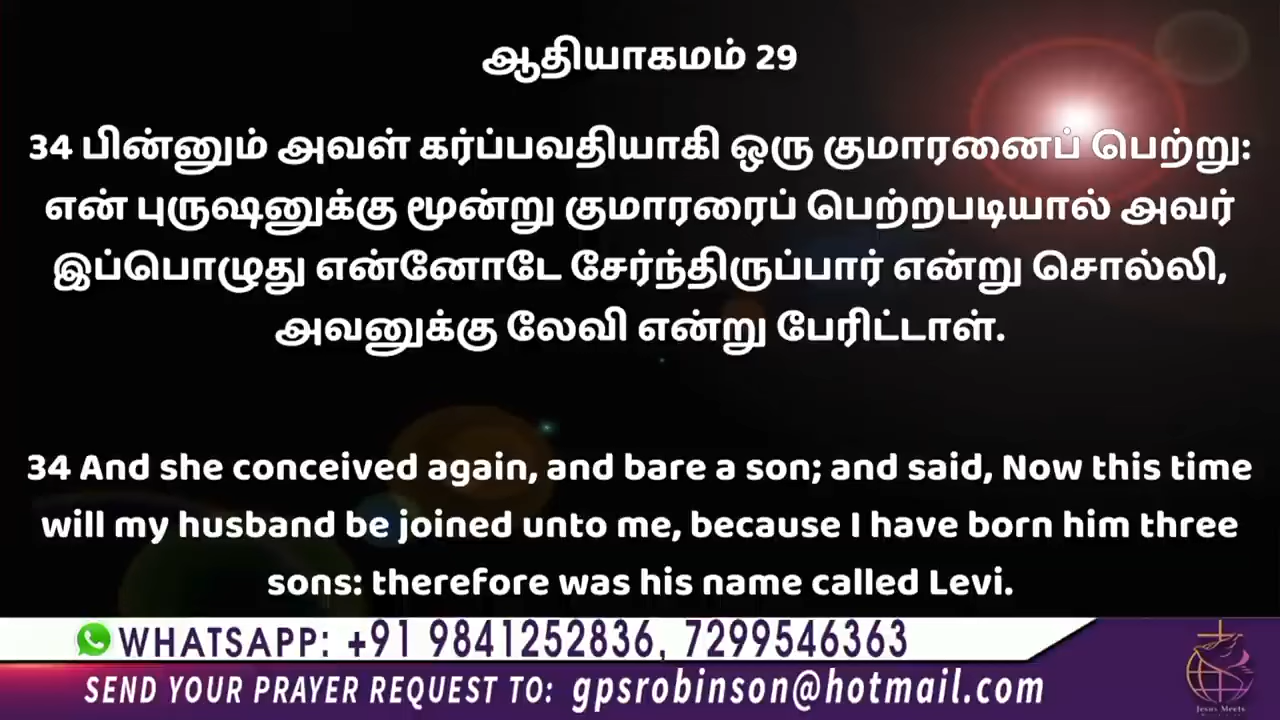 ஆதியாகமம் 29
34 பின்னும் அவள் கர்ப்பவதியாகி ஒரு குமாரனைப் பெற்று:
என் புருஷனுக்கு மூன்று குமாரரைப் பெற்றபடியால் அவர்
இப்பொழுது என்னோடே சேர்ந்திருப்பார் என்று சொல்லி,
அவனுக்கு லேவி என்று பேரிட்டாள்.
34 And she conceived again, and bare a son; and said, Now this time
will my husband be joined unto me, because I have born him three
sons: therefore was his name called Levi.
WHATSAPP: +91 9841252836, 7299546363
SEND YOUR PRAYER REQUEST TO: gpsrobinson@hotmail.com
Jesus Meets